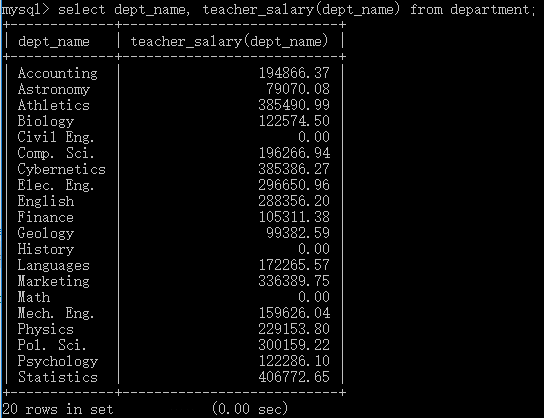 mysql> select dept_name, teacher_salary(dept_name) from department;
+-------------+---------------------------+
| dept_name | teacher_salary(dept_name) |
+-------------+---------------------------+
| Accounting | 194866.37 |
| Astronomy | 79070.08 |
| Athletics | 385490.99 |
| Biology | 122574.50 |
| Civil Eng. | 0.00 |
| Comp. Sci. | 196266.94 |
| Cybernetics | 385386.27 |
| Elec. Eng. | 296650.96 |
| English | 288356.20 |
| Finance | 105311.38 |
| Geology | 99382.59 |
| History | 0.00 |
| Languages | 172265.57 |
| Marketing | 336389.75 |
| Math | 0.00 |
| Mech. Eng. | 159626.04 |
| Physics | 229153.80 |
| Pol. Sci. | 300159.22 |
| Psychology | 122286.10 |
| Statistics | 406772.65 |
+-------------+---------------------------+
20 rows in set (0.00 sec)